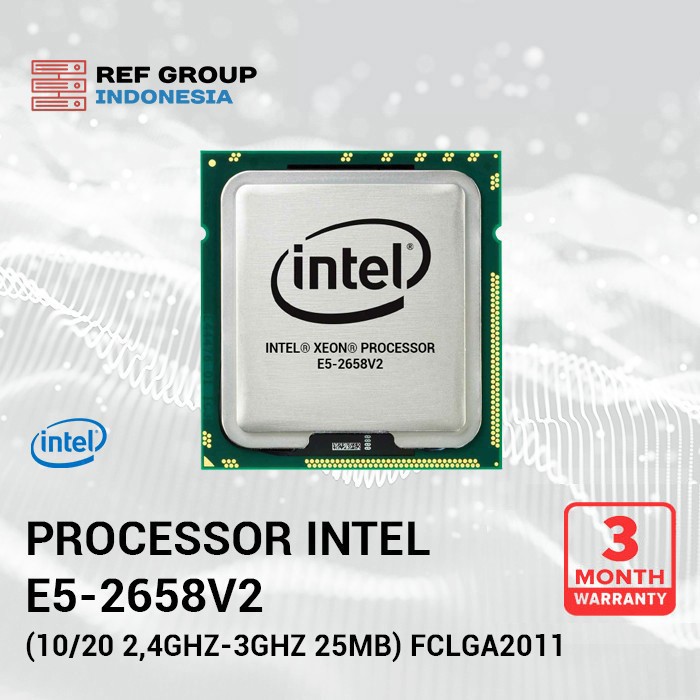 REF GROUP
INDONESIA
intel®
INTEL® XEON® PROCESSOR
E5-2658V2
intel
PROCESSOR INTEL
E5-2658V2
(10/20 2,4GHZ-3GHZ 25MB) FCLGA2011
3
MONTH
WARRANTY